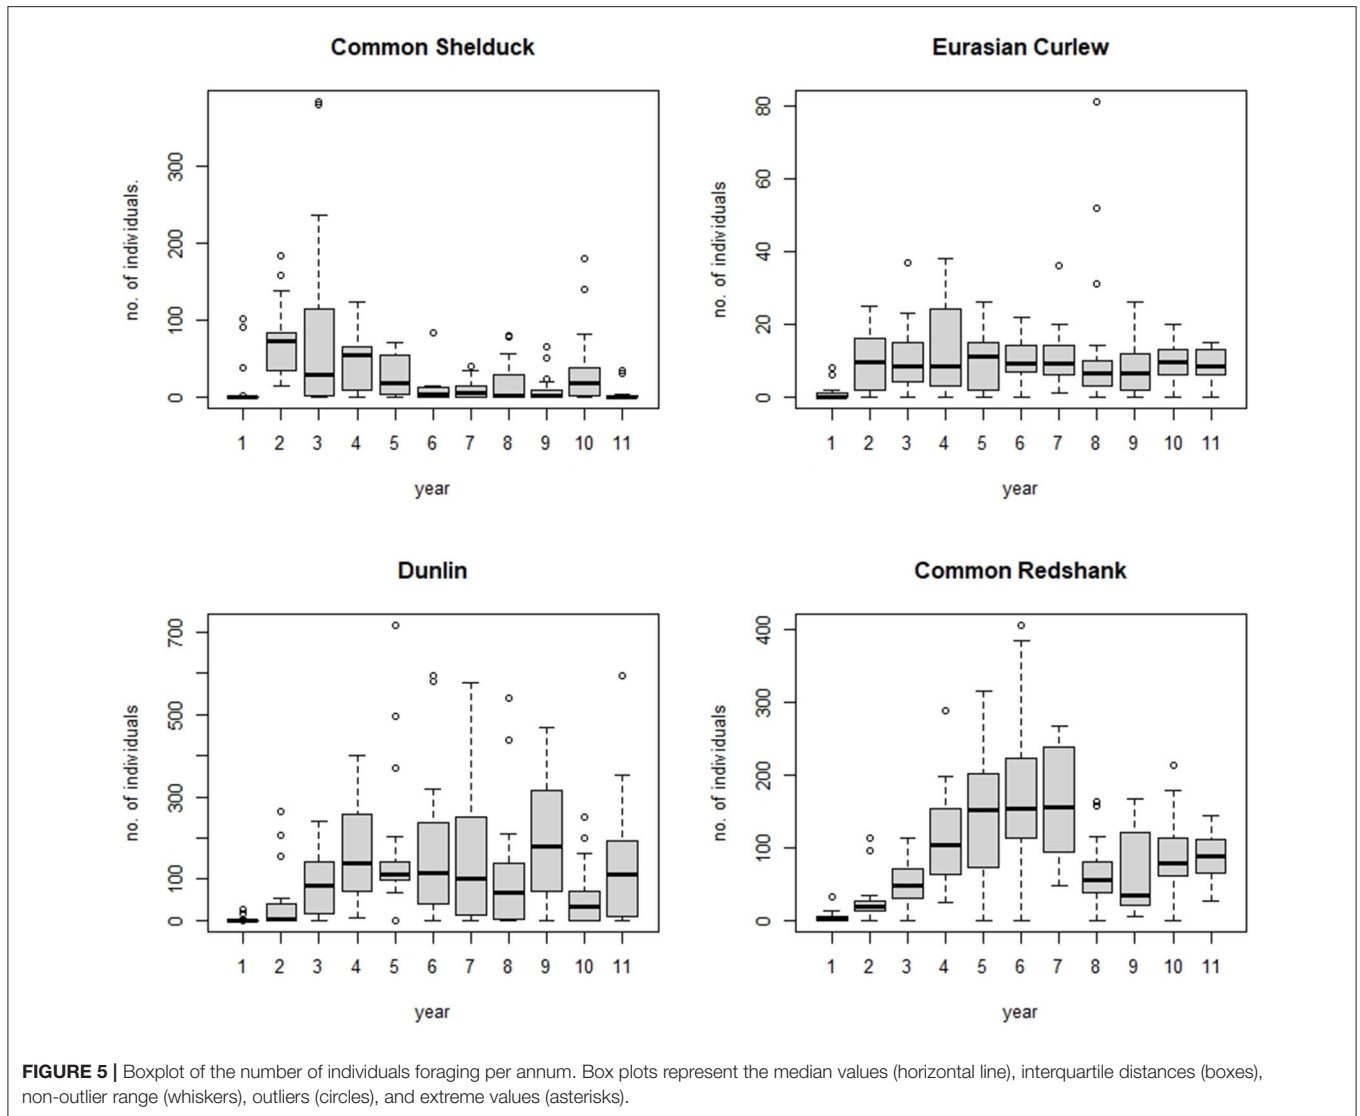 Common Shelduck
no. of individuals.
0 100 200 300
1 2 3 4 5 6 7 8 9 10 11
year
Eurasian Curlew
no. of individuals
0 20 40 60 80
1 2 3 4 5 6 7 8 9 10 11
year
Dunlin
no. of individuals
0 100 300 500 700
1 2 3 4 5 6 7 8 9 10 11
year
Common Redshank
no. of individuals
0 100 200 300 400
1 2 3 4 5 6 7 8 9 10 11
year
FIGURE 5 | Boxplot of the number of individuals foraging per annum. Box plots represent the median values (horizontal line), interquartile distances (boxes),
non-outlier range (whiskers), outliers (circles), and extreme values (asterisks).